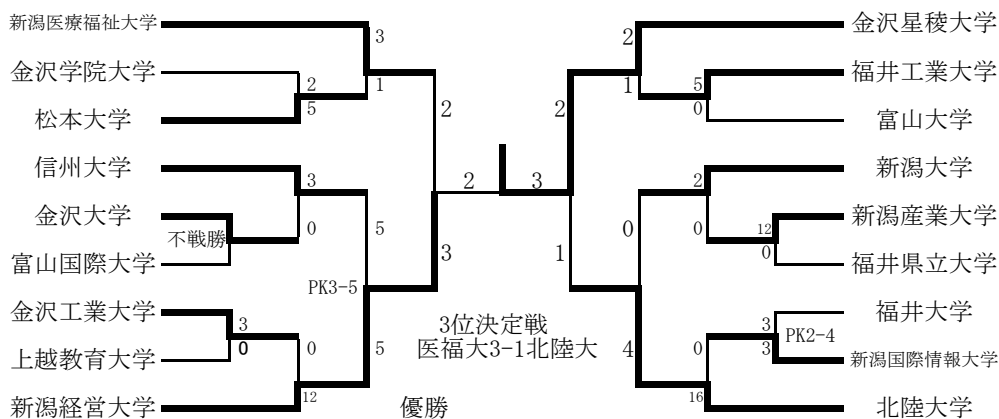 新潟医療福祉大学
金沢学院大学
松本大学
信州大学
金沢大学
不戦勝
富山国際大学
金沢工業大学
上越教育大学
新潟経営大学
3
1
2
5
3
0
5
PK3-5
3
0
0
5
12
2
3
2
3
3位決定戦
医福大3-1北陸大
優勝
2
1
2
1
0
4
5
0
2
0
12
0
3
PK2-4
3
0
16
金沢星稜大学
福井工業大学
富山大学
新潟大学
新潟産業大学
福井県立大学
福井大学
新潟国際情報大学
北陸大学